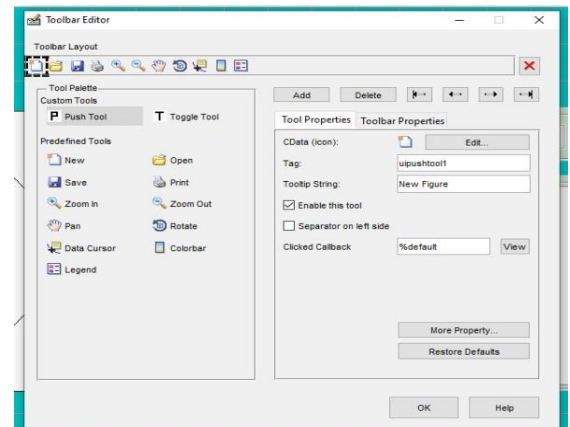 Toolbar Editor
Toolbar Layout
Tool Palette
Custom Tools
P Push Tool
T Toggle Tool
Predefined Tools
New
Open
Save
Print
Zoom In
Zoom Out
Pan
Rotate
Data Cursor
Colorbar
Legend
Add
Delete
Tool Properties
Toolbar Properties
CData (icon):
Edit...
Tag:
uipushtool1
Tooltip String:
New Figure
Enable this tool
Separator on left side
Clicked Callback
%default
View
More Property...
Restore Defaults
OK
Help